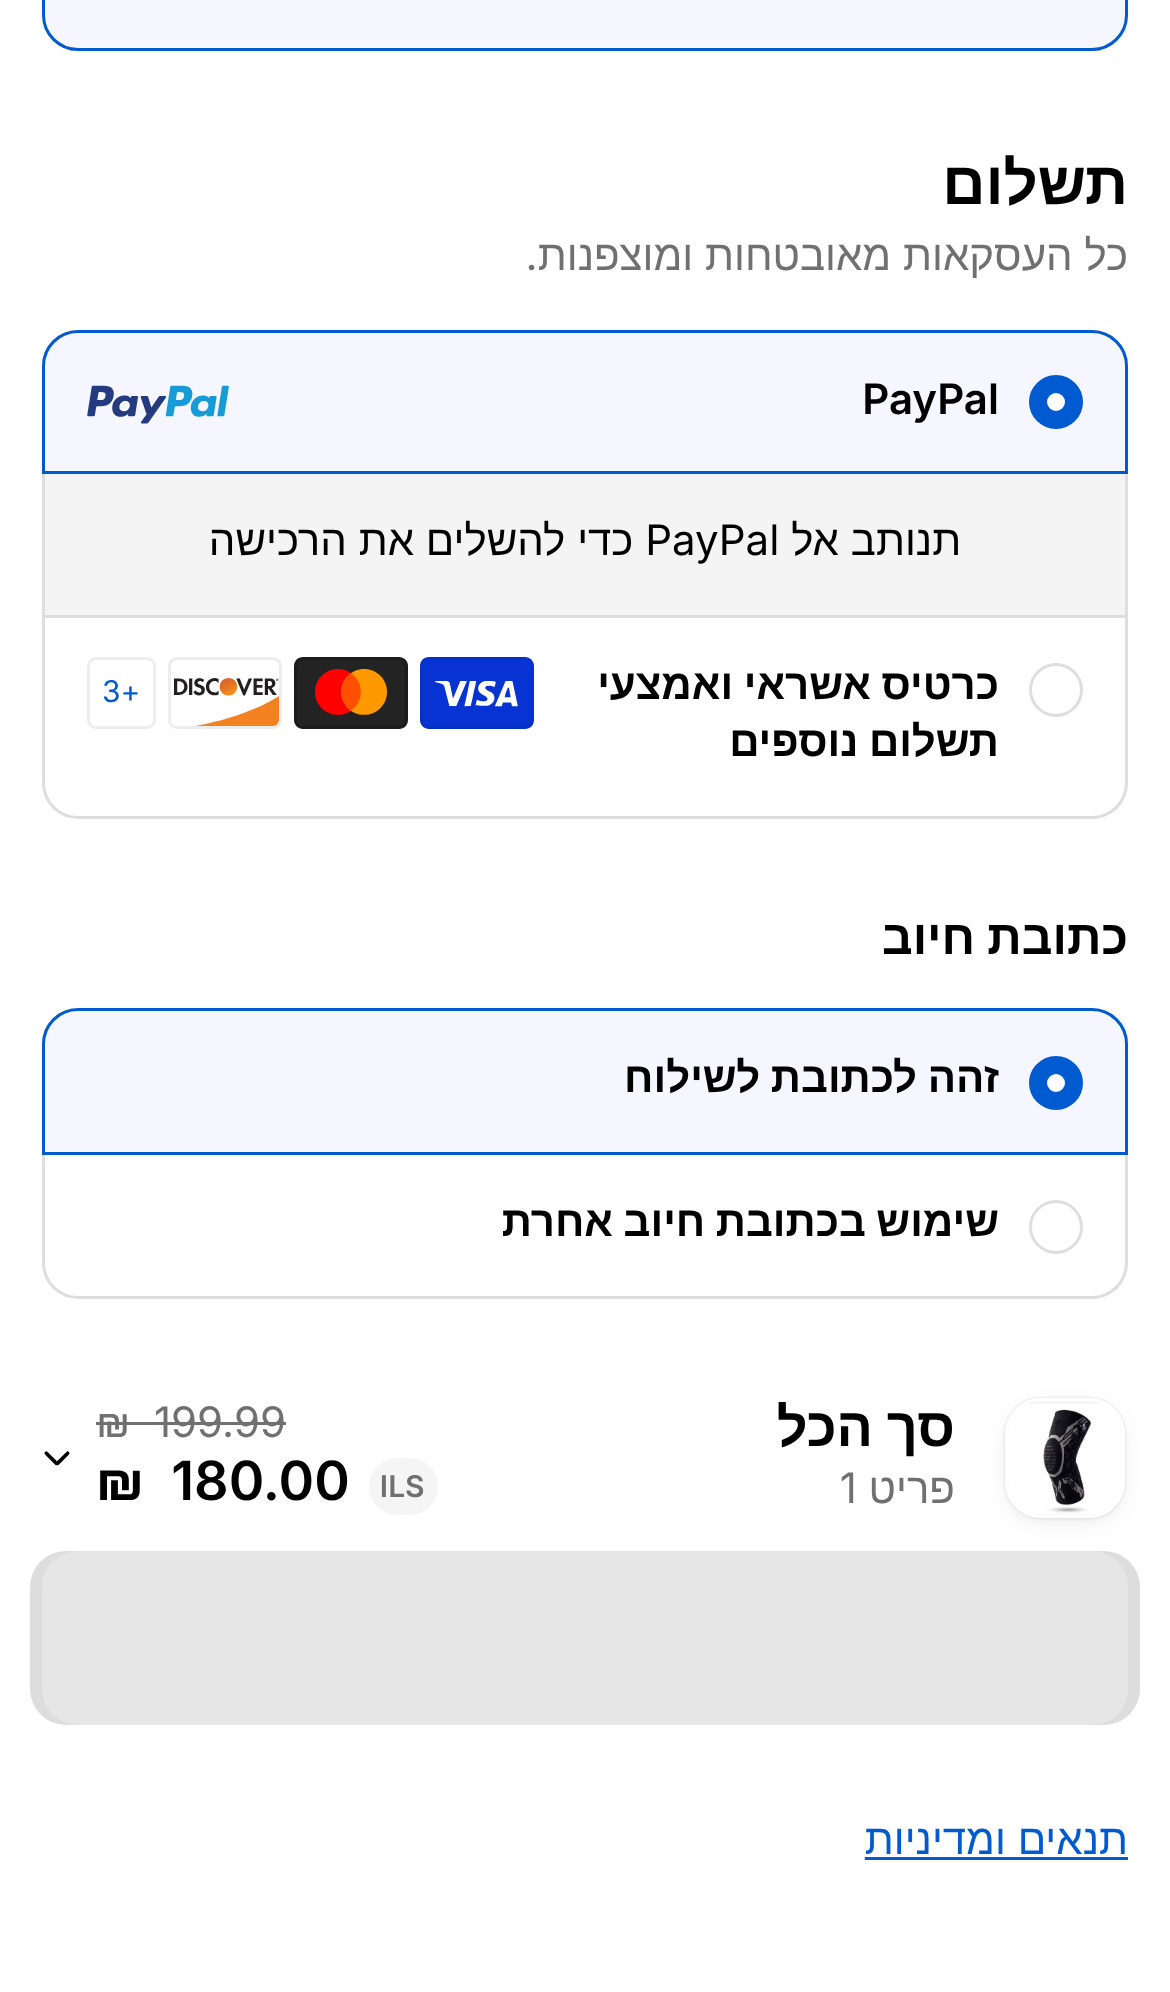 תשלום
כל העסקאות מאובטחות ומוצפנות.
PayPal PayPal
תנותב אל PayPal כדי להשלים את הרכישה
כרטיס אשראי ואמצעי
תשלום נוספים
VISA DISCOVER +3
כתובת חיוב
זהה לכתובת לשילוח
שימוש בכתובת חיוב אחרת
סך הכל
פריט 1
199.99 ₪
ILS 180.00 ₪
תנאים ומדיניות